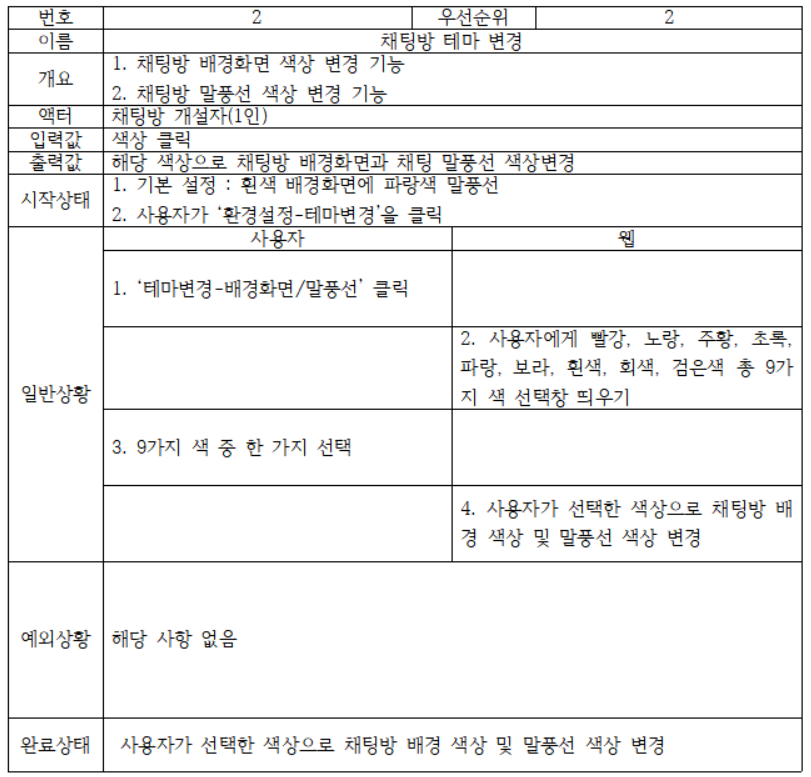 번호 2 우선순위 2
이름 채팅방 테마 변경
개요
1. 채팅방 배경화면 색상 변경 기능
2. 채팅방 말풍선 색상 변경 기능
액터 채팅방 개설자(1인)
입력값 색상 클릭
출력값 해당 색상으로 채팅방 배경화면과 채팅 말풍선 색상변경
시작상태
1. 기본 설정 : 흰색 배경화면에 파랑색 말풍선
2. 사용자가 ‘환경설정-테마변경’을 클릭
일반상황
사용자 웹
1. ‘테마변경-배경화면/말풍선’ 클릭
2. 사용자에게 빨강, 노랑, 주황, 초록,
파랑, 보라, 흰색, 회색, 검은색 총 9가
지 색 선택창 띄우기
3. 9가지 색 중 한 가지 선택
4. 사용자가 선택한 색상으로 채팅방 배
경 색상 및 말풍선 색상 변경
예외상황 해당 사항 없음
완료상태 사용자가 선택한 색상으로 채팅방 배경 색상 및 말풍선 색상 변경